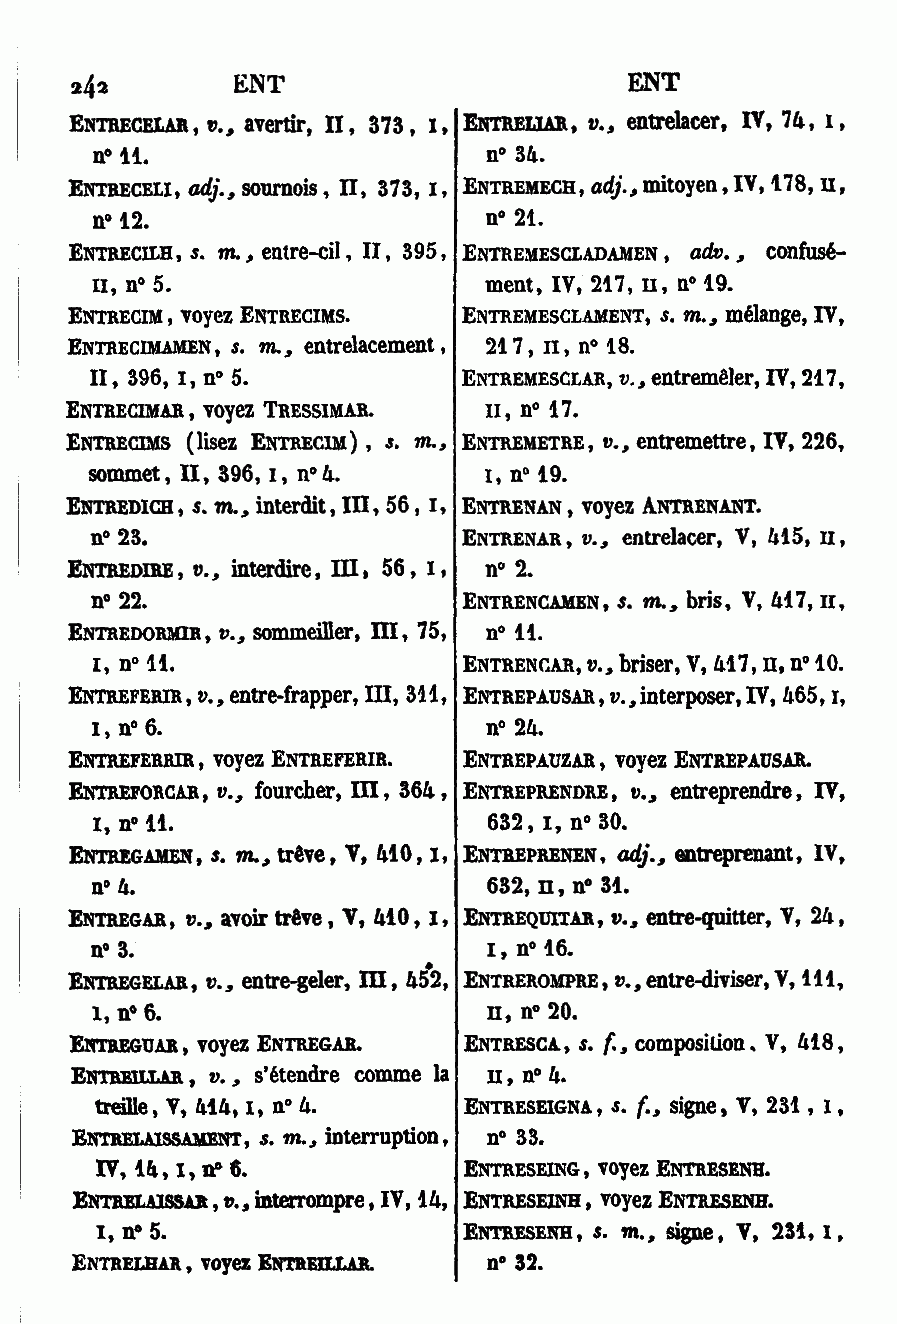 242 ENT ENT
ENTRECELAR, v., avertir, II, 373, I,
n° 11.
ENTRECELI, adj., sournois, II, 373, I,
n° 12.
ENTRECILH, s. m., entre-cil, II, 395,
II, n° 5.
ENTRECIM, voyez ENTRECIMS.
ENTRECIMAMEN, s. m., entrelacement,
II, 396, I, n° 5.
ENTRECIMAR, voyez TRESSIMAR.
ENTRECIMS (lisez ENTRECIM), s. m.,
sommet, II, 396, I, n° 4.
ENTREDICH, s. m., interdit, III, 56, I,
n° 23.
ENTREDIRE, v., interdire, III, 56, I,
n° 22.
ENTREDORMIR, v., sommeiller, III, 75,
I, n° 11.
ENTREFERIR, v., entre-frapper, III, 311,
I, n° 6.
ENTREFERRIR, voyez ENTREFERIR.
ENTREFORCAR, v., fourcher, III, 364,
I, n° 11.
ENTREGAMEN, s. m., trêve, V, 410, I,
n° 4.
ENTREGAR, v., avoir trêve, V, 410, I,
n° 3.
ENTREGELAR, v., entre-geler, III, 452,
I, n° 6.
ENTREGUAR, voyez ENTREGAR.
ENTREILLAR, v., s'étendre comme la
treille, V, 414, I, n° 4.
ENTRELAISSAMENT, s. m., interruption,
IV, 14, I, n° 6.
ENTRELAISSAR, v., interrompre, IV, 14,
I, n° 5.
ENTRELHAR, voyez ENTREILLAR.
ENTRELIAR, v., entrelacer, IV, 74, I,
n° 34.
ENTREMECH, adj., mitoyen, IV, 178, II,
n° 21.
ENTREMESCLADAMEN, adv., confusé-
ment, IV, 217, II, n° 19.
ENTREMESCLAMENT, s. m., mélange, IV,
217, II, n° 18.
ENTREMESCLAR, v., entremêler, IV, 217,
II, n° 17.
ENTREMETRE, v., entremettre, IV, 226,
I, n° 19.
ENTRENAN, voyez ANTRENANT.
ENTRENAR, v., entrelacer, V, 415, II,
n° 2.
ENTRENCAMEN, s. m., bris, V, 417, II,
n° 11.
ENTRENCAR, v., briser, V, 417, II, n° 10.
ENTREPAUSAR, v., interposer, IV, 465, I,
n° 24.
ENTREPAUZAR, voyez ENTREPAUSAR.
ENTREPRENDRE, v., entreprendre, IV,
632, I, n° 30.
ENTREPRENEN, adj., entreprenant, IV,
632, II, n° 31.
ENTREQUITAR, v., entre-quitter, V, 24,
I, n° 16.
ENTREROMPRE, v., entre-diviser, V, 111,
II, n° 20.
ENTRESCA, s. f., composition, V, 418,
II, n° 4.
ENTRESEIGNA, s. f., signe, V, 231, I,
n° 33.
ENTRESEING, voyez ENTRESENH.
ENTRESEINH, voyez ENTRESENH.
ENTRESENH, s. m., signe, V, 231, I,
n° 32.